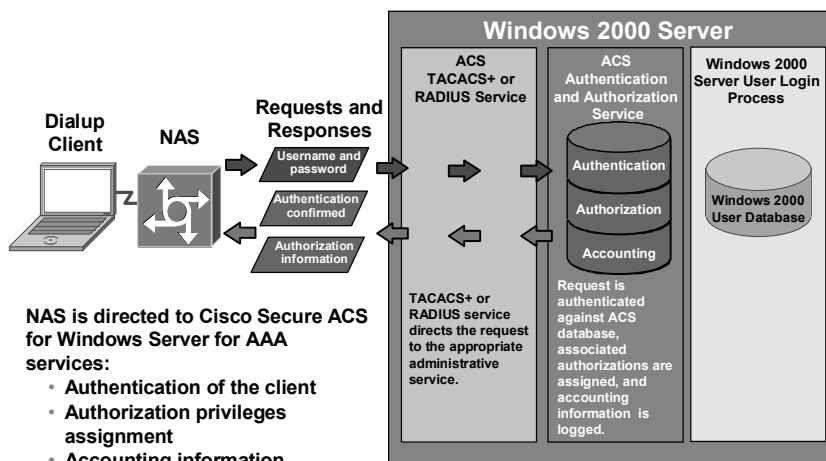 Windows 2000 Server
ACS
TACACS+ or
RADIUS Service
ACS
Authentication
and Authorization
Service
Windows 2000
Server User Login
Process
Dialup
Client
NAS
Requests and
Responses
Username and
password
Authentication
confirmed
Authorization
information
Authentication
Authorization
Accounting
Windows 2000
User Database
TACACS+ or
RADIUS service
directs the request
to the appropriate
administrative
service.
Request is
authenticated
against ACS
database,
associated
authorizations are
assigned, and
accounting
information is
logged.
NAS is directed to Cisco Secure ACS
for Windows Server for AAA
services:
• Authentication of the client
• Authorization privileges
assignment
• Accounting information